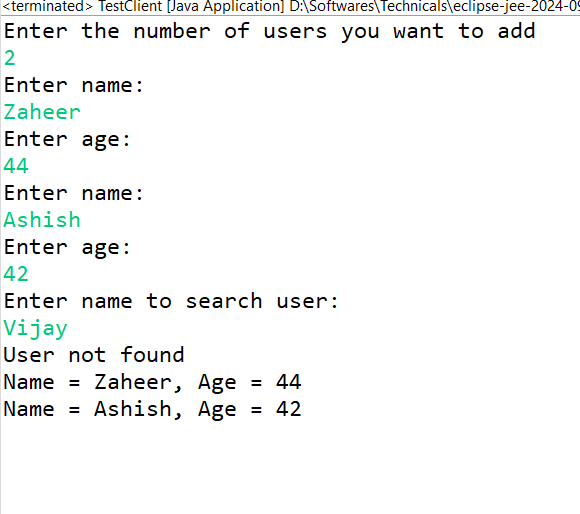 <terminated> TestClient [Java Application] D:\Softwares\Technicals\eclipse-jee-2024-09
Enter the number of users you want to add
2
Enter name:
Zaheer
Enter age:
44
Enter name:
Ashish
Enter age:
42
Enter name to search user:
Vijay
User not found
Name = Zaheer, Age = 44
Name = Ashish, Age = 42